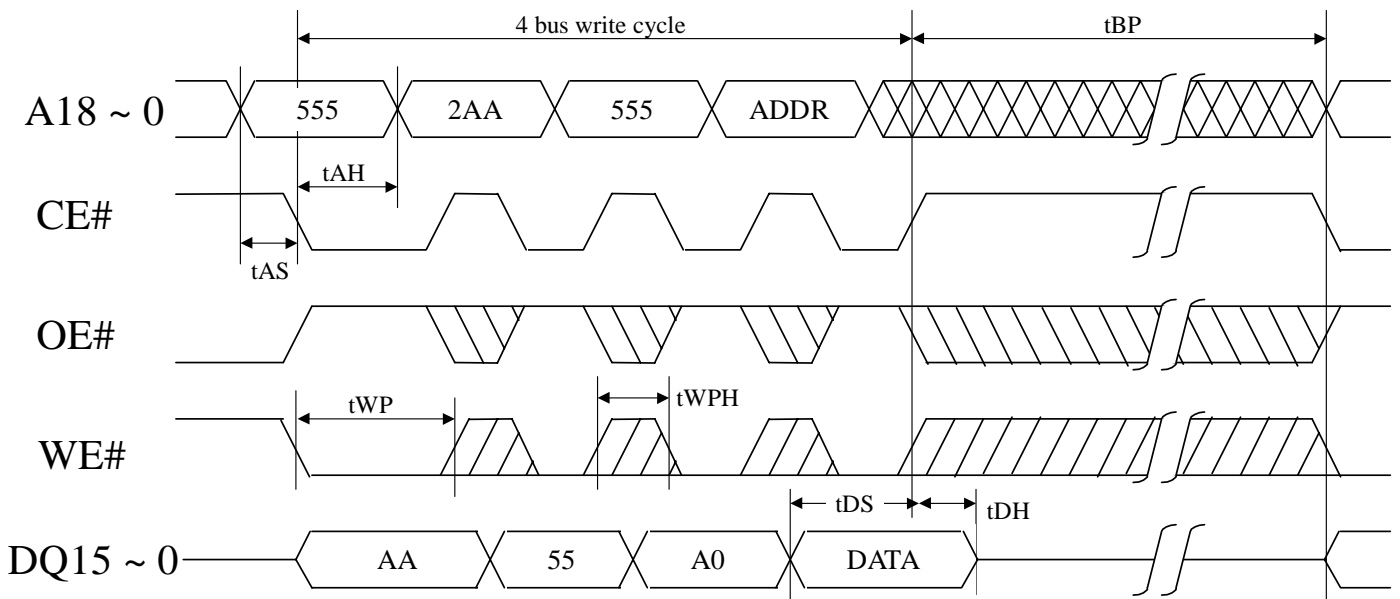 4 bus write cycle tBP
A18 ~ 0 555 2AA 555 ADDR
tAH
CE#
tAS
OE#
tWP tWPH
WE#
tDS tDH
DQ15 ~ 0 AA 55 A0 DATA